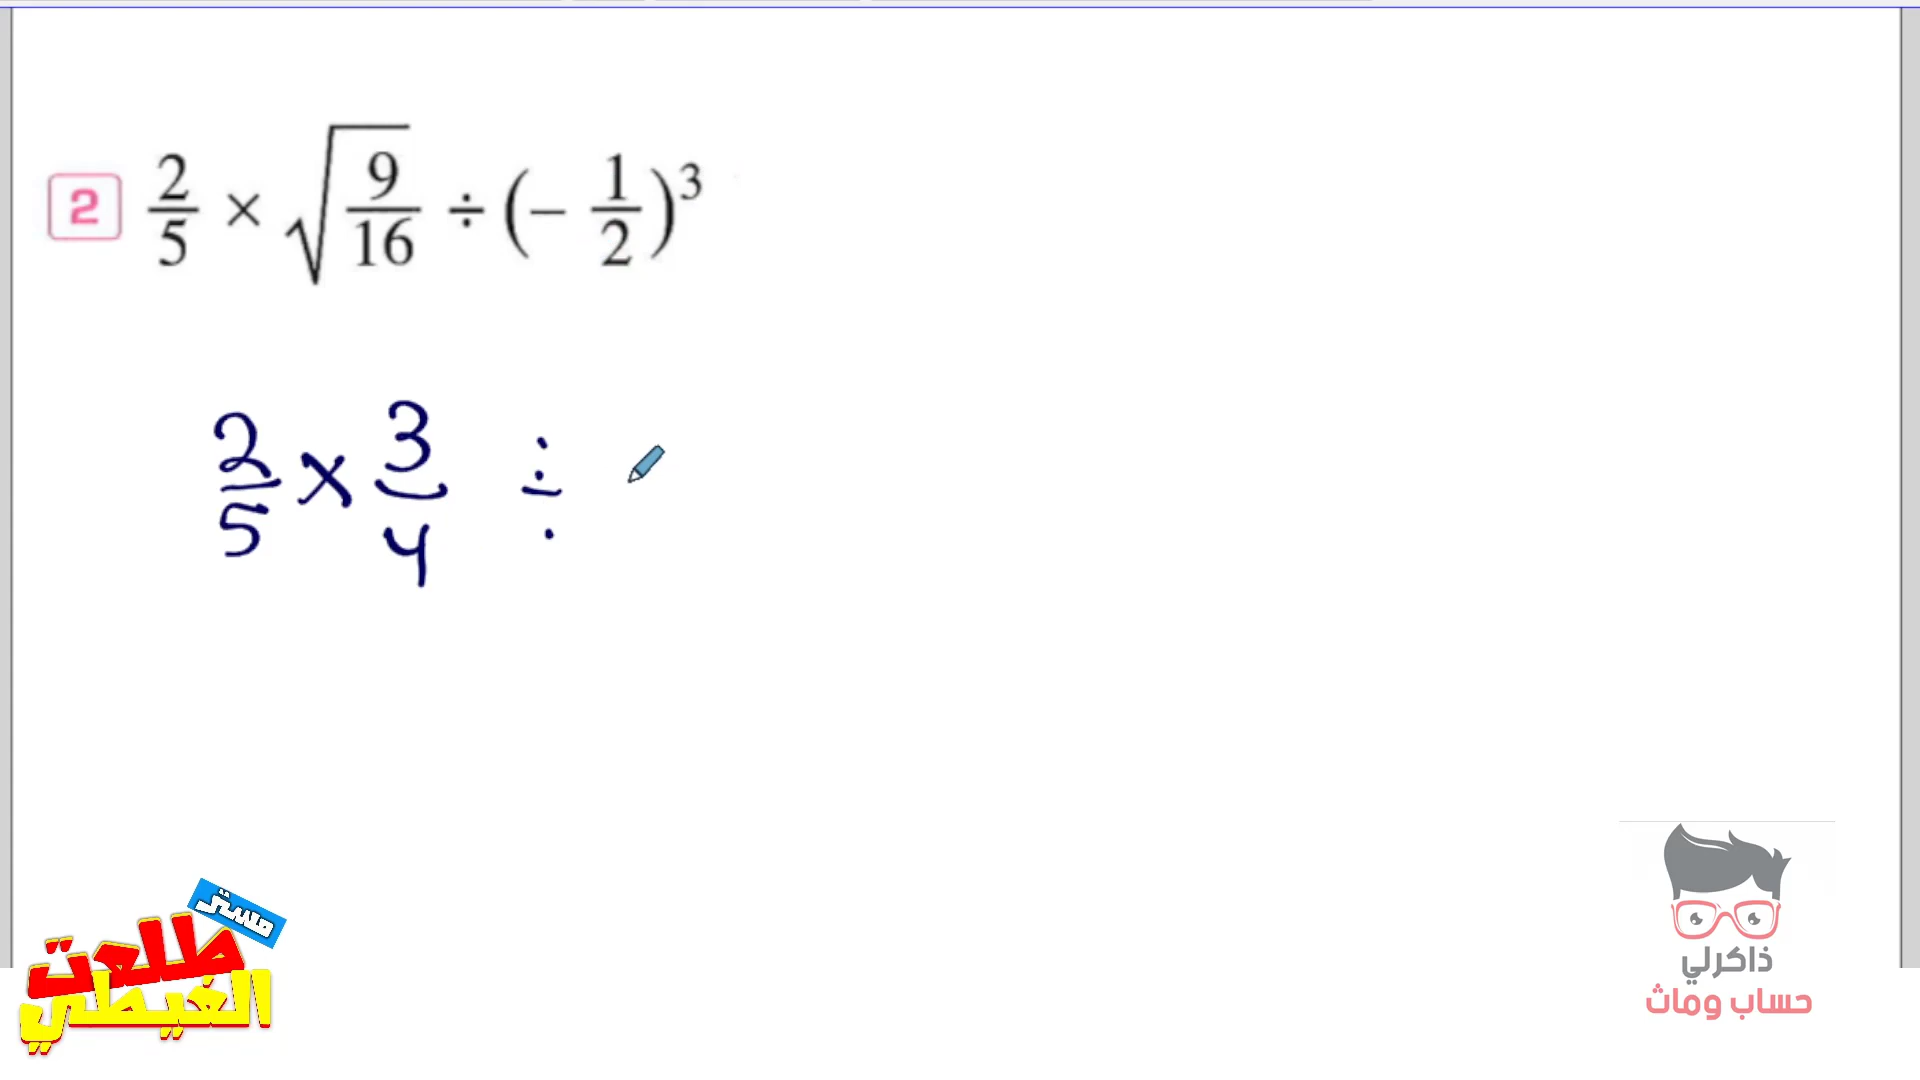 2 2/5 × √9/16 ÷ (− 1/2)³
2/5 × 3/4 ÷
مستر
طلعت
الغيطي
ذاكرلي
حساب وماث